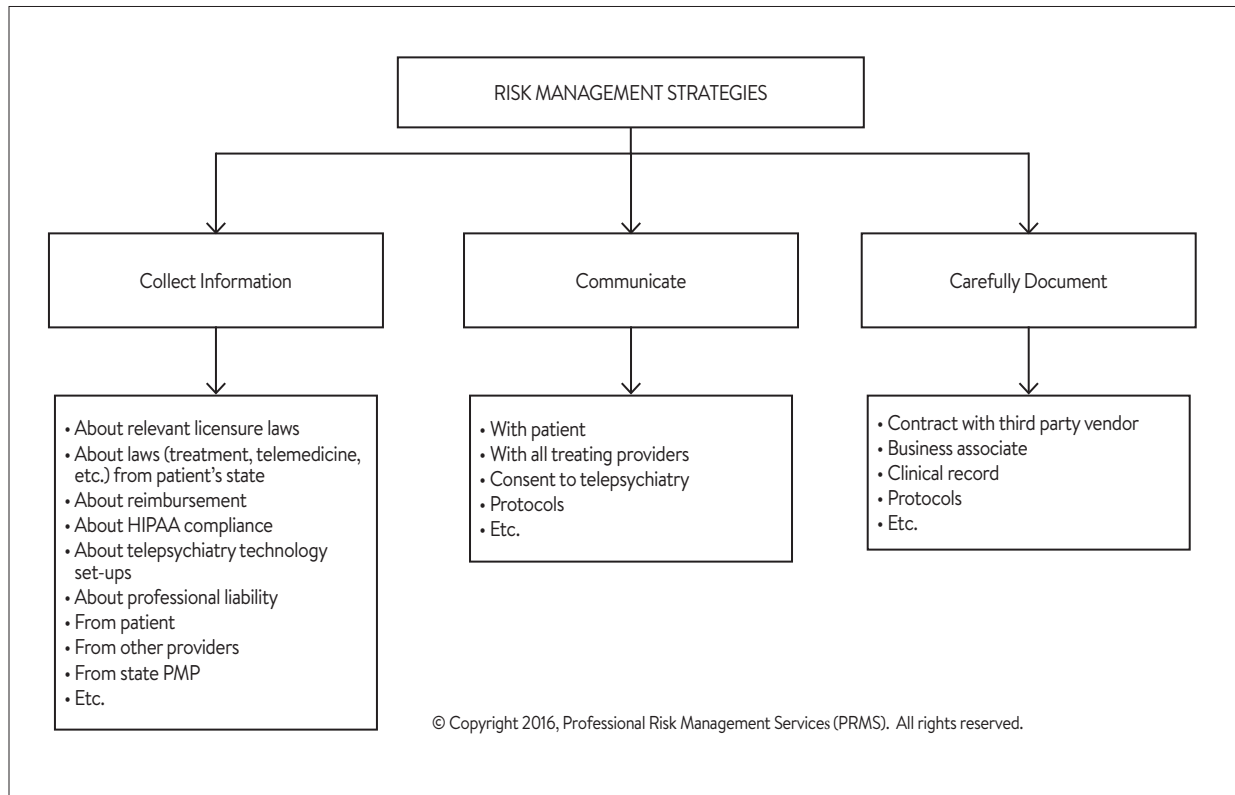 RISK MANAGEMENT STRATEGIES
Collect Information
Communicate
Carefully Document
• About relevant licensure laws
• About laws (treatment, telemedicine,
etc.) from patient's state
• About reimbursement
• About HIPAA compliance
• About telepsychiatry technology
set-ups
• About professional liability
• From patient
• From other providers
• From state PMP
• Etc.
• With patient
• With all treating providers
• Consent to telepsychiatry
• Protocols
• Etc.
• Contract with third party vendor
• Business associate
• Clinical record
• Protocols
• Etc.
© Copyright 2016, Professional Risk Management Services (PRMS). All rights reserved.